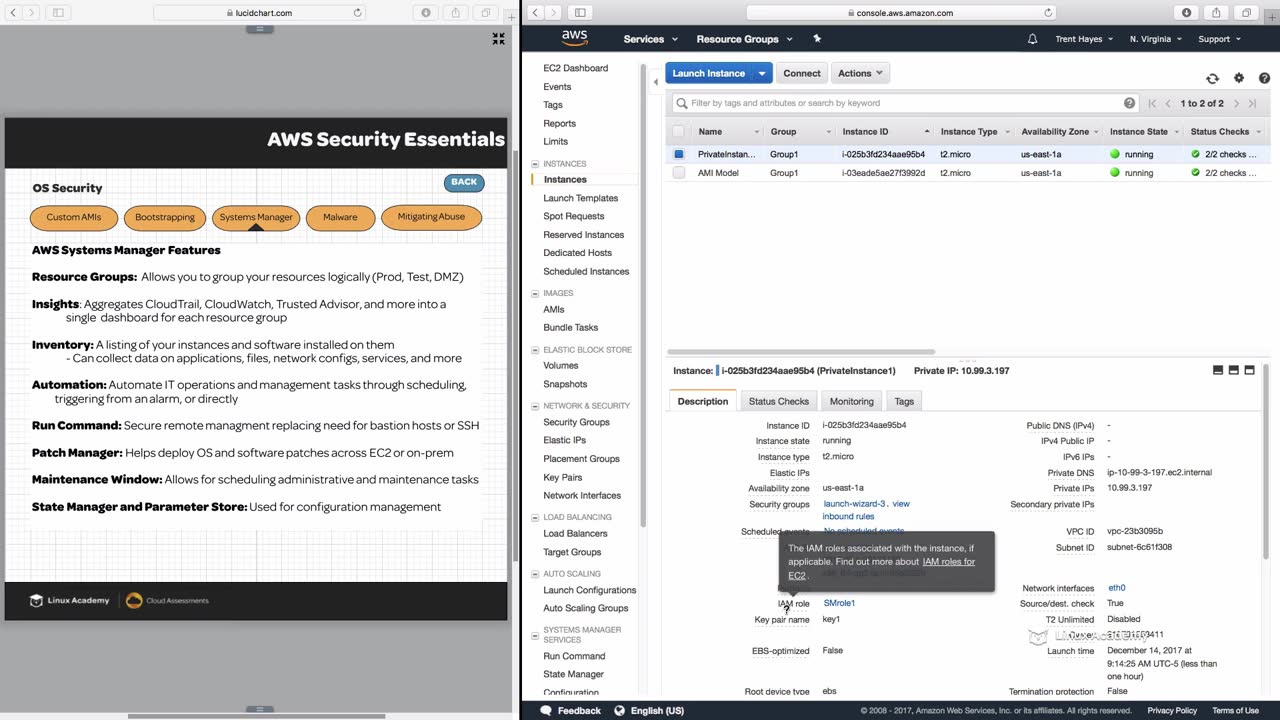 lucidchart.com
AWS Security Essentials
OS Security
BACK
Custom AMIs
Bootstrapping
Systems Manager
Malware
Mitigating Abuse
AWS Systems Manager Features
Resource Groups: Allows you to group your resources logically (Prod, Test, DMZ)
Insights: Aggregates CloudTrail, CloudWatch, Trusted Advisor, and more into a
single dashboard for each resource group
Inventory: A listing of your instances and software installed on them
- Can collect data on applications, files, network configs, services, and more
Automation: Automate IT operations and management tasks through scheduling,
triggering from an alarm, or directly
Run Command: Secure remote managment replacing need for bastion hosts or SSH
Patch Manager: Helps deploy OS and software patches across EC2 or on-prem
Maintenance Window: Allows for scheduling administrative and maintenance tasks
State Manager and Parameter Store: Used for configuration management
Linux Academy
Cloud Assessments
console.aws.amazon.com
aws
Services
Resource Groups
Trent Hayes
N. Virginia
Support
EC2 Dashboard
Events
Tags
Reports
Limits
INSTANCES
Instances
Launch Templates
Spot Requests
Reserved Instances
Dedicated Hosts
Scheduled Instances
IMAGES
AMIs
Bundle Tasks
ELASTIC BLOCK STORE
Volumes
Snapshots
NETWORK & SECURITY
Security Groups
Elastic IPs
Placement Groups
Key Pairs
Network Interfaces
LOAD BALANCING
Load Balancers
Target Groups
AUTO SCALING
Launch Configurations
Auto Scaling Groups
SYSTEMS MANAGER
SERVICES
Run Command
State Manager
Configuration
Launch Instance
Connect
Actions
Filter by tags and attributes or search by keyword
1 to 2 of 2
Name Group Instance ID Instance Type Availability Zone Instance State Status Checks
PrivateInstan... Group1 i-025b3fd234aae95b4 t2.micro us-east-1a running 2/2 checks ...
AMI Model Group1 i-03eade5ae27f3992d t2.micro us-east-1a running 2/2 checks ...
Instance: i-025b3fd234aae95b4 (PrivateInstance1) Private IP: 10.99.3.197
Description
Status Checks
Monitoring
Tags
Instance ID i-025b3fd234aae95b4
Instance state running
Instance type t2.micro
Elastic IPs
Availability zone us-east-1a
Security groups launch-wizard-3 . view
inbound rules
Scheduled events No scheduled events
The IAM roles associated with the instance, if
applicable. Find out more about IAM roles for
EC2 .
IAM role SMrole1
Key pair name key1
EBS-optimized False
Root device type ebs
Public DNS (IPv4) -
IPv4 Public IP -
IPv6 IPs -
Private DNS ip-10-99-3-197.ec2.internal
Private IPs 10.99.3.197
Secondary private IPs
VPC ID vpc-23b3095b
Subnet ID subnet-6c61f308
Network interfaces eth0
Source/dest. check True
T2 Unlimited Disabled
Linux Academy
Launch time December 14, 2017 at
9:14:25 AM UTC-5 (less than
one hour)
Termination protection False
Feedback
English (US)
© 2008 - 2017, Amazon Web Services, Inc. or its affiliates. All rights reserved.
Privacy Policy
Terms of Use